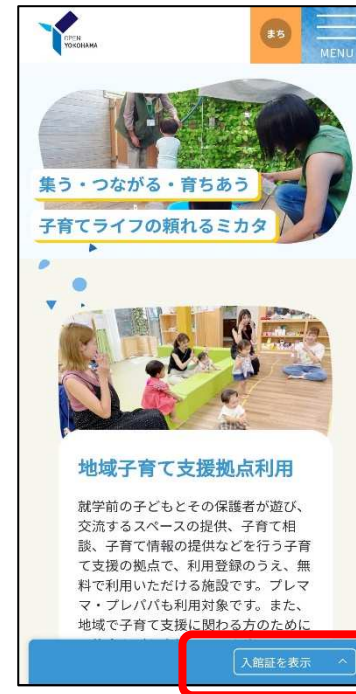 OPEN
YOKOHAMA
まち
MENU
集う・つながる・育ちあう
子育てライフの頼れるミカタ
地域子育て支援拠点利用
就学前の子どもとその保護者が遊び、
交流するスペースの提供、子育て相
談、子育て情報の提供などを行う子育
て支援の拠点で、利用登録のうえ、無
料で利用いただける施設です。プレマ
マ・プレパパも利用対象です。また、
地域で子育て支援に関わる方のために
入館証を表示